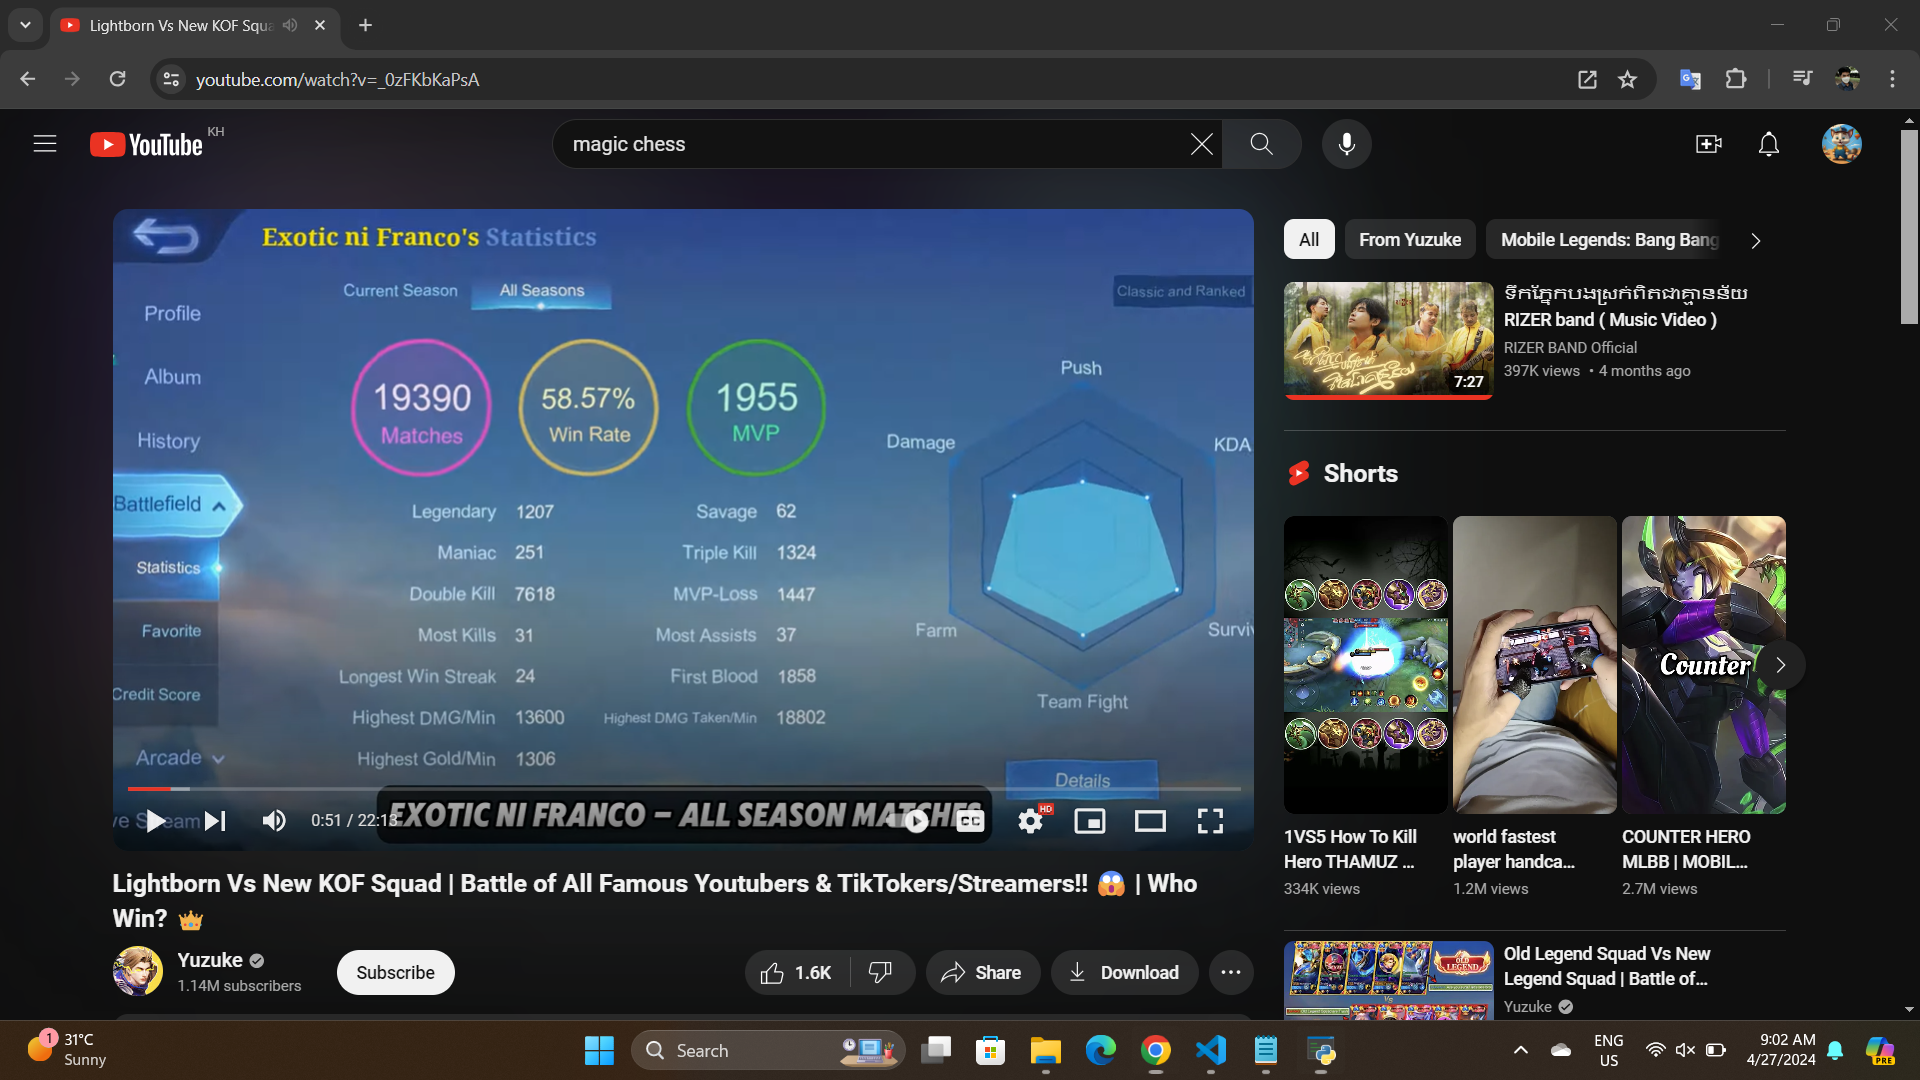 Lightborn Vs New KOF Squa
youtube.com/watch?v=_0zFKbKaPsA
YouTube KH
magic chess
Exotic ni Franco's Statistics
Current Season
All Seasons
Classic and Ranked
Profile
Album
History
Battlefield
Statistics
Favorite
Credit Score
Arcade
19390
Matches
58.57%
Win Rate
1955
MVP
Legendary 1207
Savage 62
Maniac 251
Triple Kill 1324
Double Kill 7618
MVP-Loss 1447
Most Kills 31
Most Assists 37
Longest Win Streak 24
First Blood 1858
Highest DMG/Min 13600
Highest DMG Taken/Min 18802
Highest Gold/Min 1306
Push
Damage
KDA
Farm
Surviv
Team Fight
Details
EXOTIC NI FRANCO – ALL SEASON MATCHES
0:51 / 22:13
HD
Lightborn Vs New KOF Squad | Battle of All Famous Youtubers & TikTokers/Streamers!! 😱 | Who
Win? 👑
Yuzuke
1.14M subscribers
Subscribe
1.6K
Share
Download
All
From Yuzuke
Mobile Legends: Bang Bang
7:27
ទឹកភ្នែកបងស្រក់ពិតជាគ្មានន័យ
RIZER band ( Music Video )
RIZER BAND Official
397K views • 4 months ago
Shorts
Counter
1VS5 How To Kill
Hero THAMUZ ...
334K views
world fastest
player handca...
1.2M views
COUNTER HERO
MLBB | MOBIL...
2.7M views
OLD LEGEND
Vs
Old Legend Squad Vs New
Legend Squad | Battle of...
Yuzuke
1
31°C
Sunny
Search
ENG
US
9:02 AM
4/27/2024
PRE